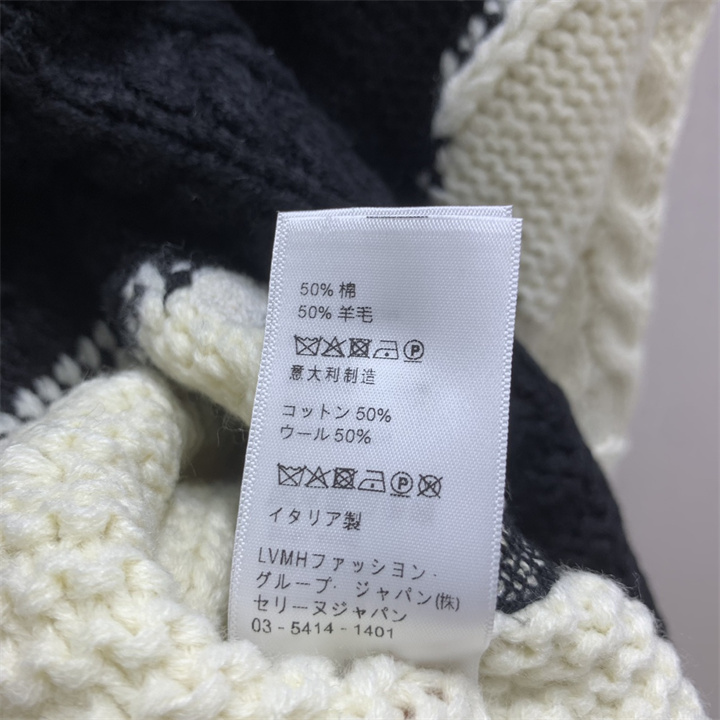 50% 棉
50% 羊毛
意大利制造
コットン 50%
ウール 50%
イタリア製
LVMHファッション・
グループ・ジャパン(株)
セリーヌジャパン
03 - 5414 - 1401